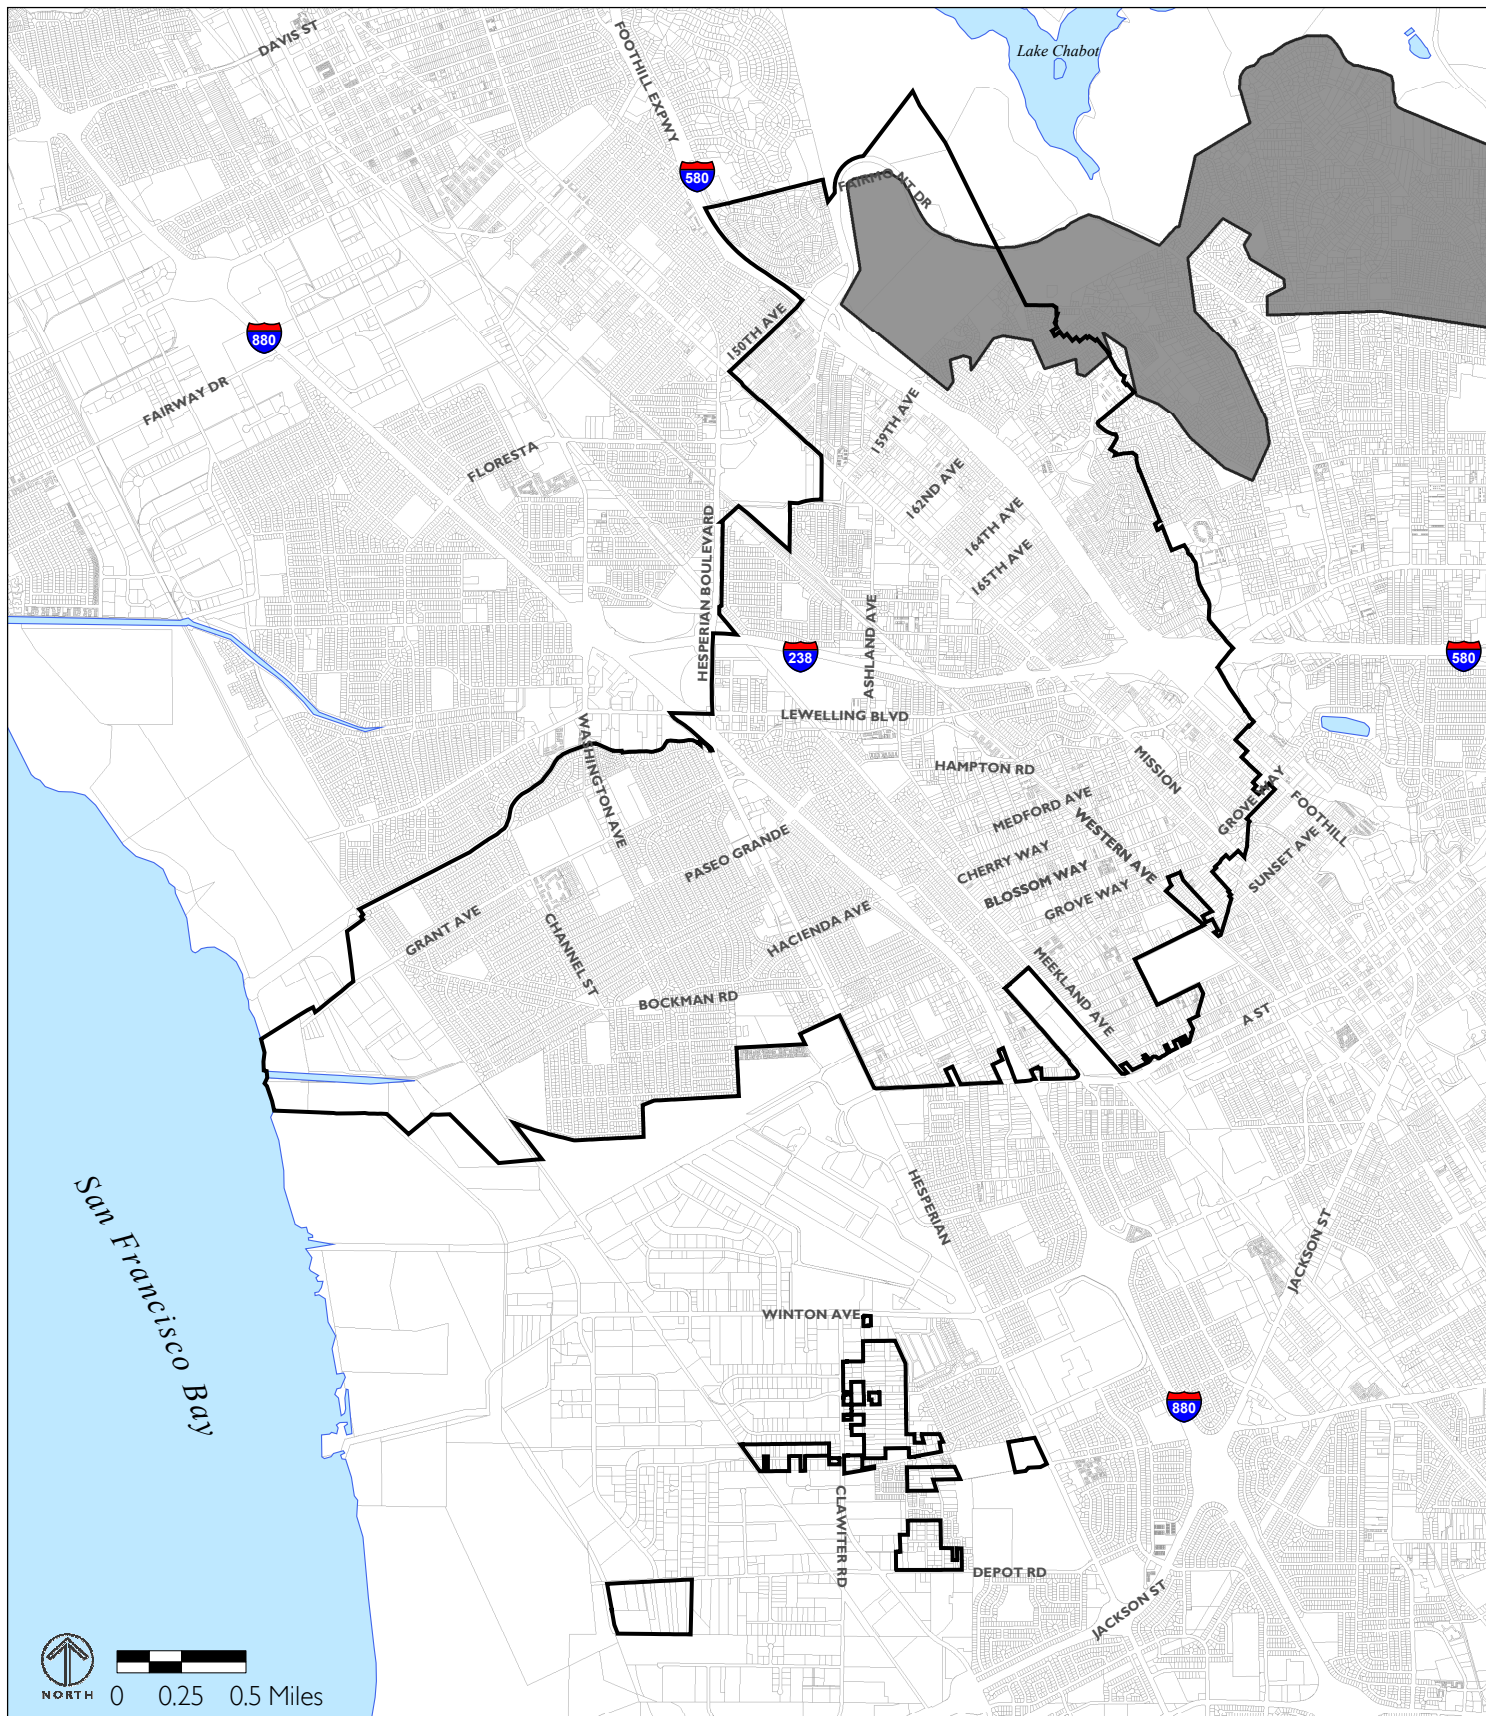 DAVIS ST
FOOTHILL EXPWY
Lake Chabot
580
FAIRMONT DR
880
150TH AVE
FAIRWAY DR
159TH AVE
FLORESTA
162ND AVE
HESPERIAN BOULEVARD
164TH AVE
165TH AVE
ASHLAND AVE
238
580
LEWELLING BLVD
WASHINGTON AVE
MISSION
HAMPTON RD
GROVE WAY
FOOTHILL
MEDFORD AVE
WESTERN AVE
PASEO GRANDE
CHERRY WAY
SUNSET AVE
BLOSSOM WAY
GROVE WAY
GRANT AVE
CHANNEL ST
HACIENDA AVE
MEEKLAND AVE
BOCKMAN RD
A ST
San Francisco Bay
HESPERIAN
JACKSON ST
WINTON AVE
880
CLAWITER RD
DEPOT RD
JACKSON ST
NORTH
0 0.25 0.5 Miles